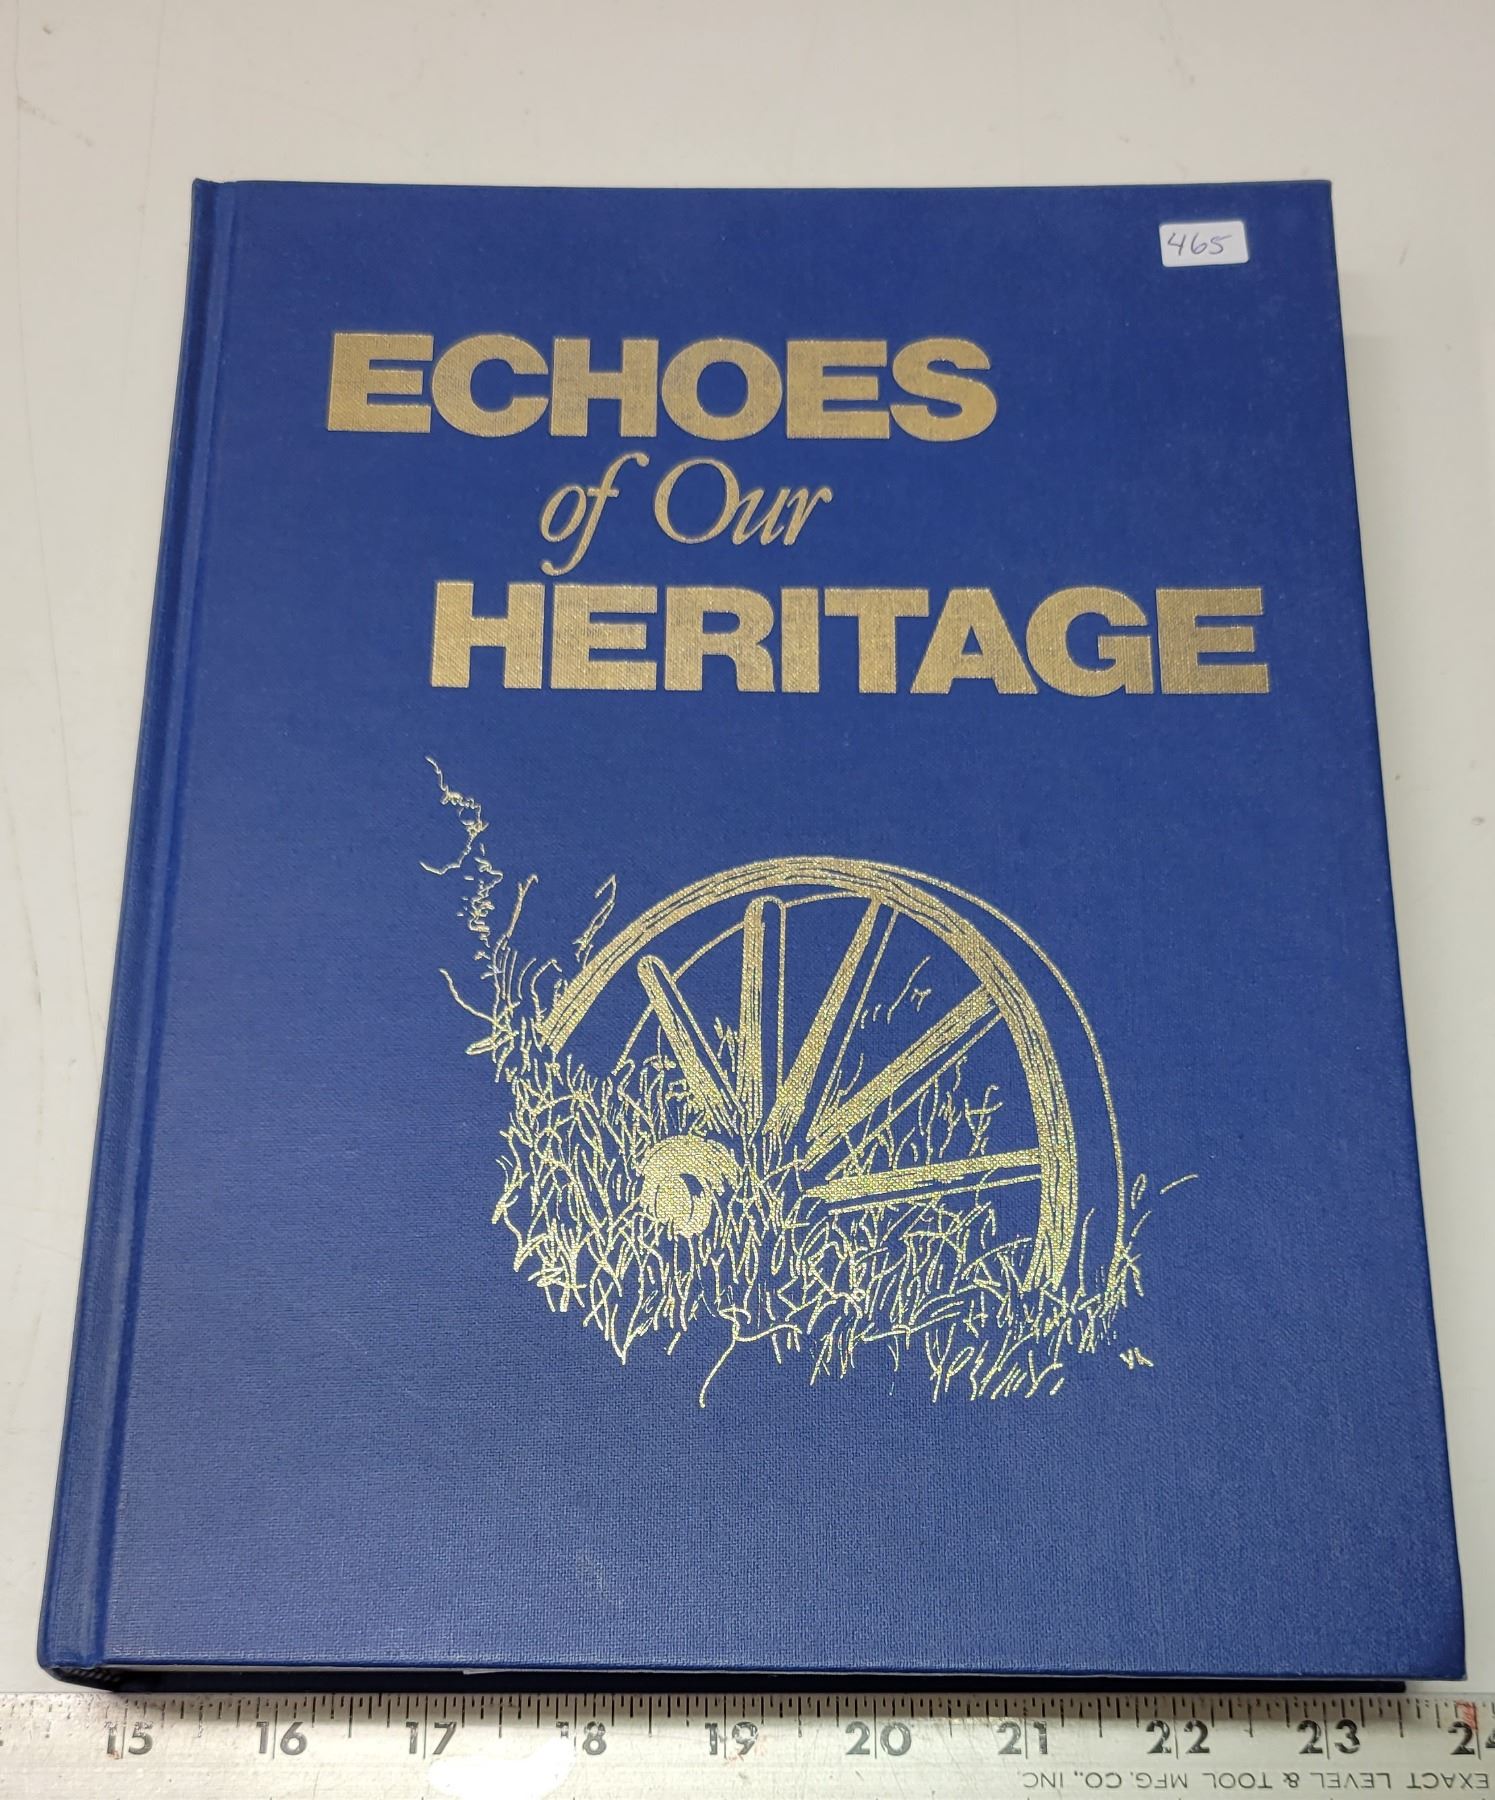 465
ECHOES
of Our
HERITAGE
15 16 17 18 19 20 21 22 23 24
EXACT LEVEL & TOOL MFG. CO., INC.